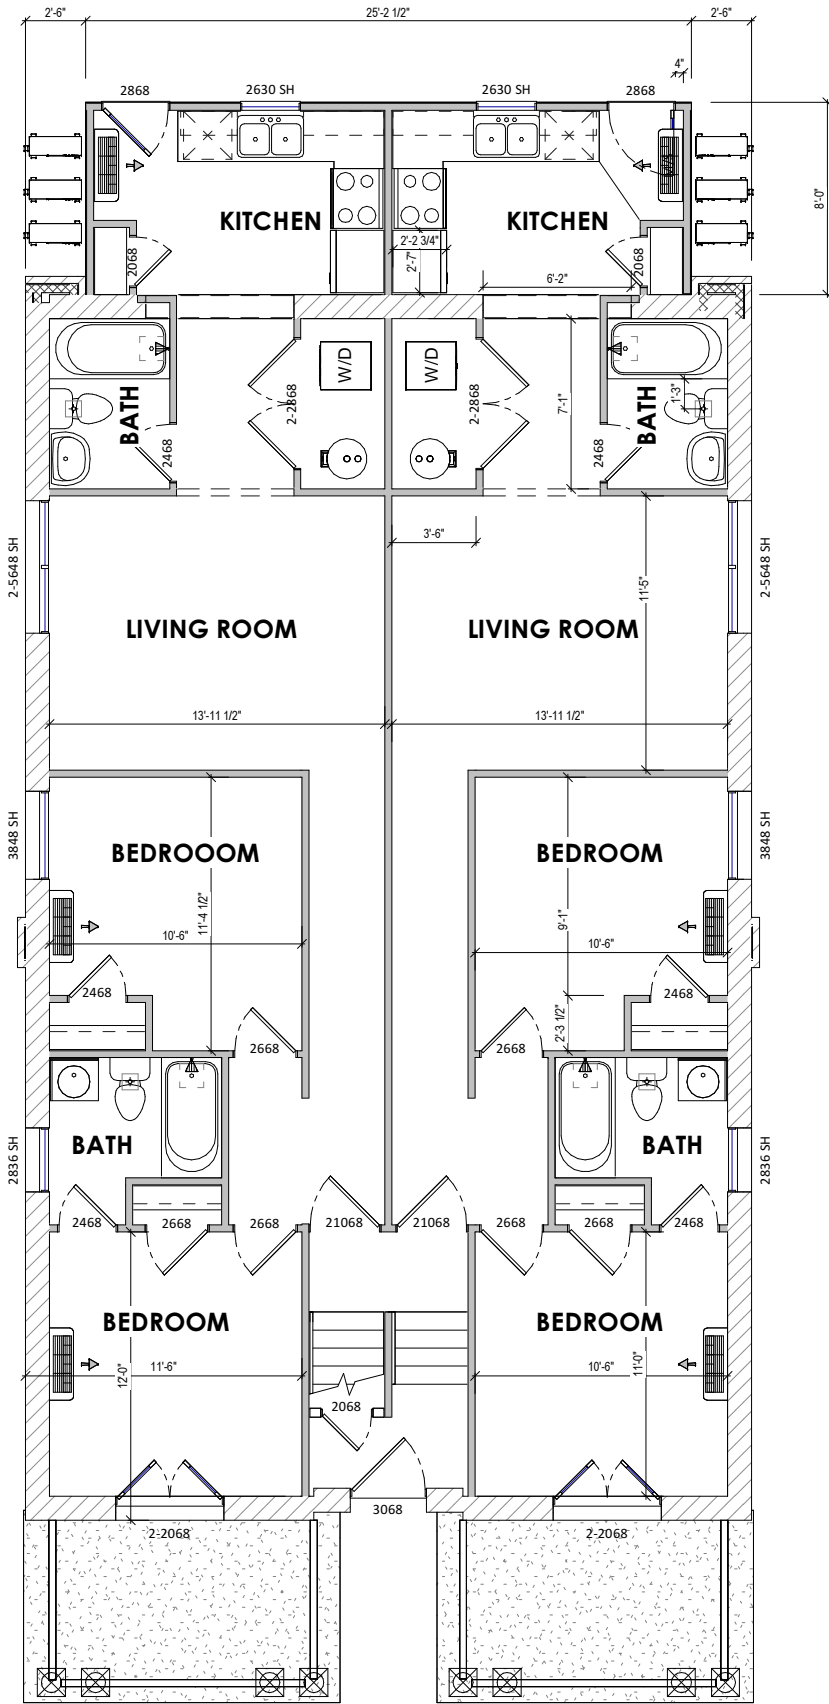 2'-6" 25'-2 1/2" 2'-6"
4"
2868 2630 SH 2630 SH 2868
8'-0"
KITCHEN KITCHEN
2'-2 3/4"
2'-7"
2068 2068
6'-2"
W/D W/D
2-2868 2-2868
7'-1"
1'-3"
BATH BATH
2468 2468
3'-6"
2-5648 SH 2-5648 SH
11'-5"
LIVING ROOM LIVING ROOM
13'-11 1/2" 13'-11 1/2"
3848 SH 3848 SH
BEDROOOM BEDROOM
11'-4 1/2" 9'-1"
10'-6" 10'-6"
2468 2468
2'-3 1/2"
2668 2668
BATH BATH
2836 SH 2836 SH
2468 2668 2668 21068 21068 2668 2668 2468
BEDROOM BEDROOM
11'-6" 10'-6"
12'-0" 11'-0"
2068
3068
2-2068 2-2068